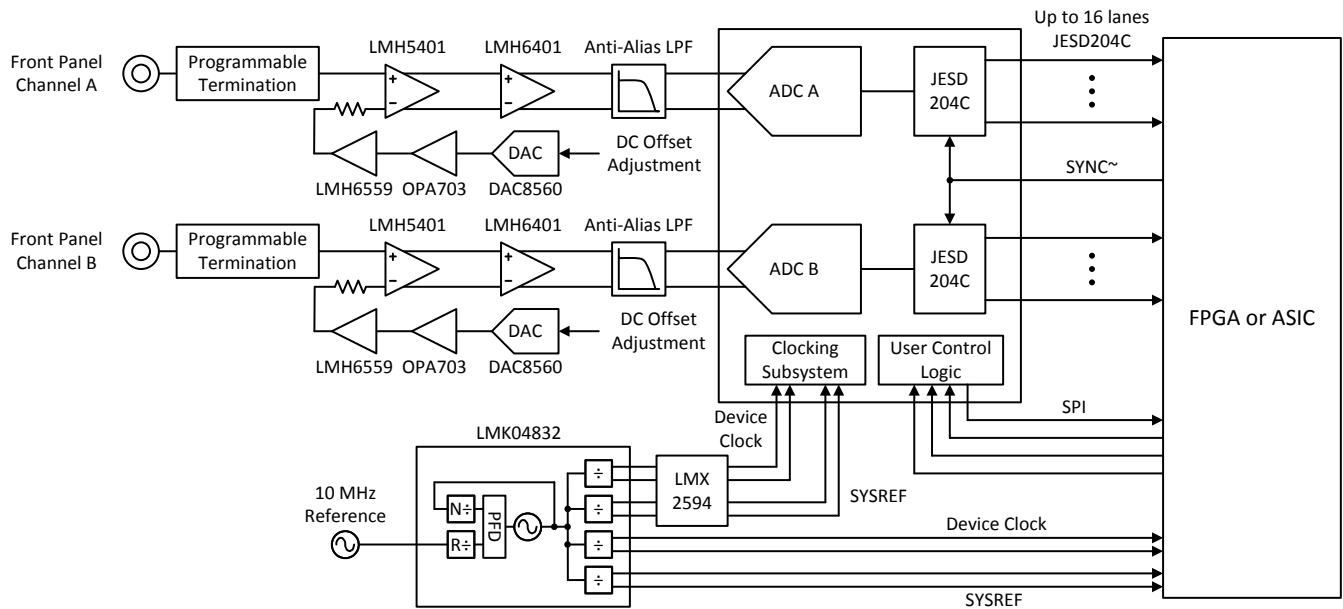 Up to 16 lanes
JESD204C
Front Panel
Channel A
Programmable
Termination
LMH5401
LMH6401
Anti-Alias LPF
+
−
+
−
ADC A
JESD
204C
LMH6559
OPA703
DAC
DAC8560
DC Offset
Adjustment
SYNC~
Front Panel
Channel B
Programmable
Termination
LMH5401
LMH6401
Anti-Alias LPF
+
−
+
−
ADC B
JESD
204C
FPGA or ASIC
LMH6559
OPA703
DAC
DAC8560
DC Offset
Adjustment
Clocking
Subsystem
User Control
Logic
SPI
Device
Clock
LMK04832
10 MHz
Reference
N÷
R÷
PFD
÷
÷
÷
÷
LMX
2594
SYSREF
Device Clock
SYSREF